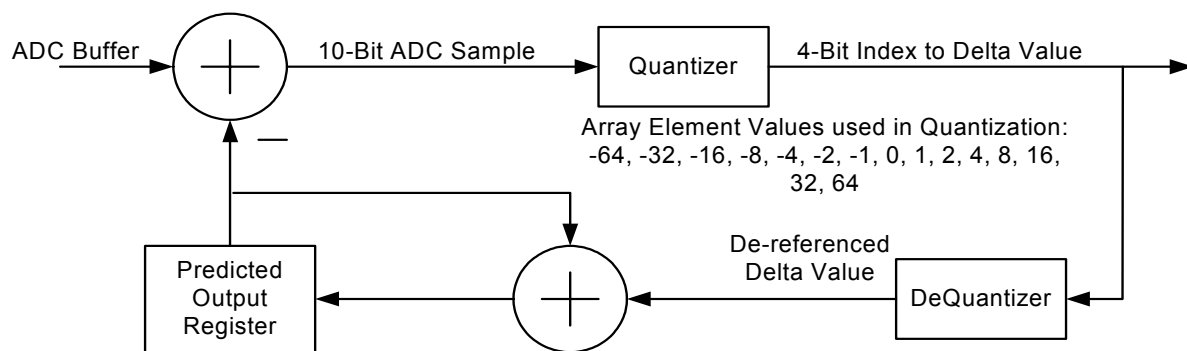 ADC Buffer
10-Bit ADC Sample
Quantizer
4-Bit Index to Delta Value
Array Element Values used in Quantization:
-64, -32, -16, -8, -4, -2, -1, 0, 1, 2, 4, 8, 16,
32, 64
De-referenced
Delta Value
DeQuantizer
Predicted
Output
Register